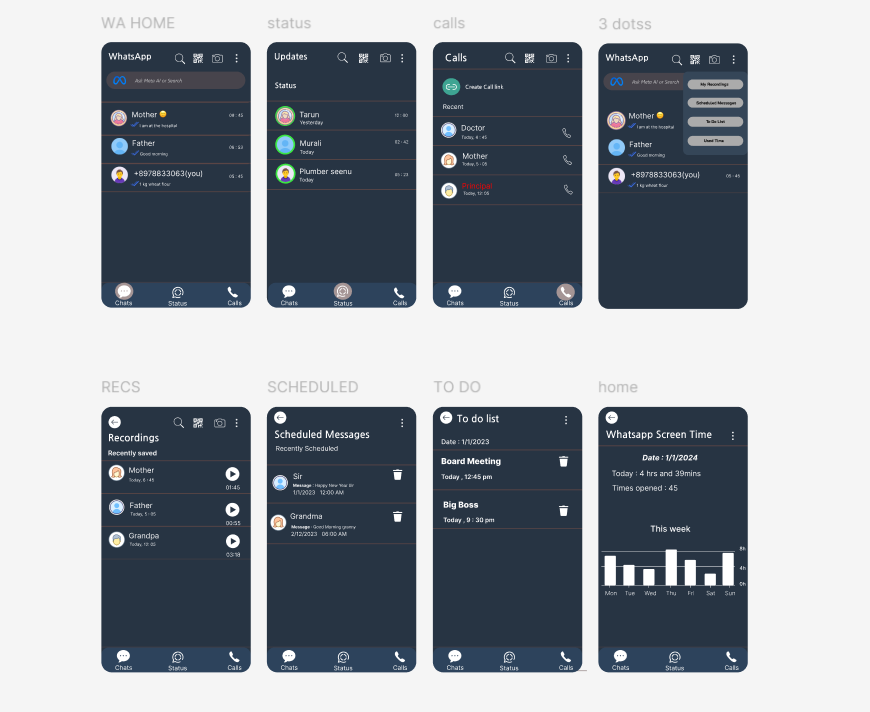 WA HOME
WhatsApp
Ask Meta AI or Search
Mother
08 : 45
I am at the hospital
Father
06 : 50
Good morning
+8978833063(you)
05 : 45
1 kg wheat flour
Chats
Status
Calls
status
Updates
Status
Tarun
12 : 00
Yesterday
Murali
02 : 42
Today
Plumber seenu
05 : 23
Today
Chats
Status
Calls
calls
Calls
Create Call link
Recent
Doctor
Today, 4 : 45
Mother
Today, 5 : 05
Principal
Today, 12: 05
Chats
Status
Calls
3 dotss
WhatsApp
Ask Meta AI or Search
My Recordings
Scheduled Messages
To Do List
Used Time
Mother
I am at the hospital
Father
Good morning
+8978833063(you)
05 : 45
1 kg wheat flour
RECS
Recordings
Recently saved
Mother
Today, 6 : 45
01:45
Father
Today, 5 : 05
00:55
Grandpa
Today, 12: 05
03:18
Chats
Status
Calls
SCHEDULED
Scheduled Messages
Recently Scheduled
Sir
Message : Happy New Year Sir
1/1/2023 12:00 AM
Grandma
Message : Good Morning granny
2/12/2023 06:00 AM
Chats
Status
Calls
TO DO
To do list
Date : 1/1/2023
Board Meeting
Today , 12:45 pm
Big Boss
Today , 9 : 30 pm
Chats
Status
Calls
home
Whatsapp Screen Time
Date : 1/1/2024
Today : 4 hrs and 39mins
Times opened : 45
This week
8h
4h
0h
Mon Tue Wed Thu Fri Sat Sun
Chats
Status
Calls